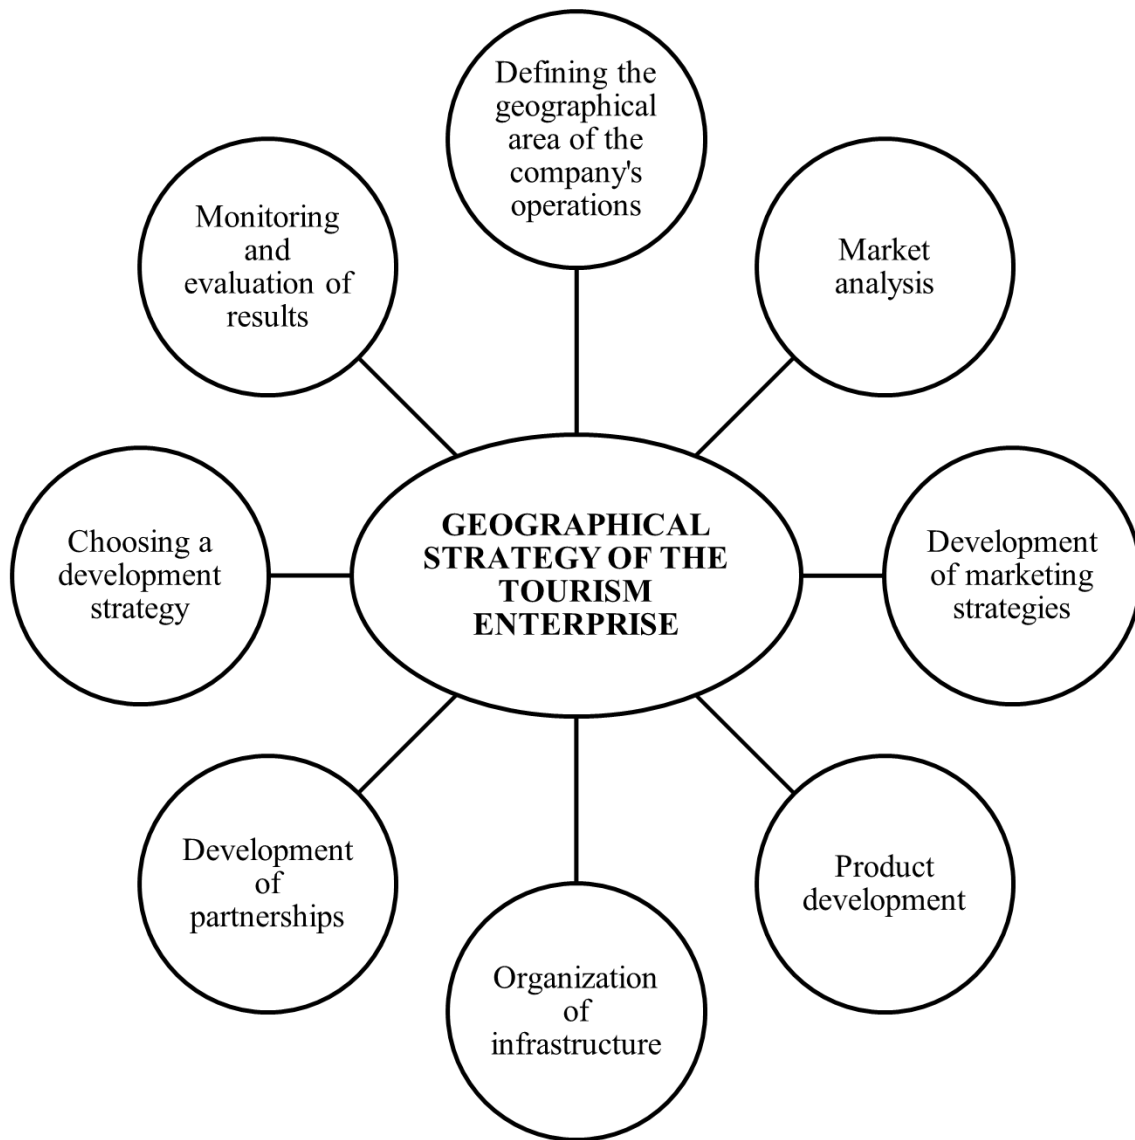 Defining the
geographical
area of the
company's
operations
Market
analysis
Development
of marketing
strategies
Product
development
Organization
of
infrastructure
Development
of
partnerships
Choosing a
development
strategy
Monitoring
and
evaluation of
results
GEOGRAPHICAL
STRATEGY OF THE
TOURISM
ENTERPRISE